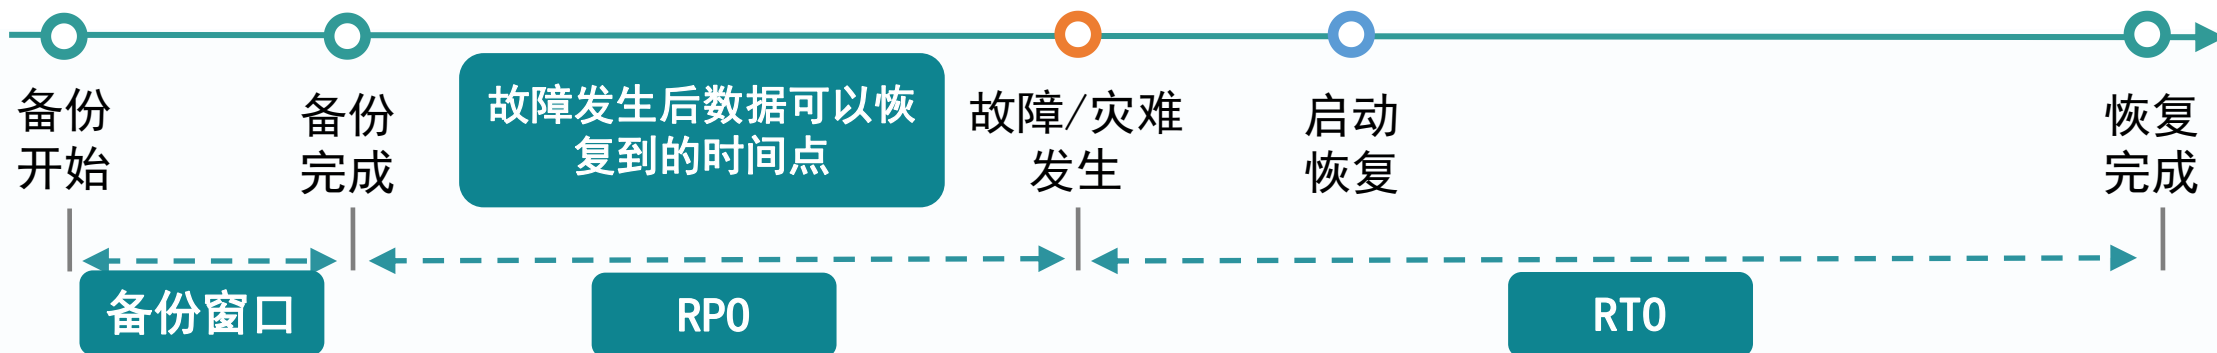 备份
开始
备份
完成
故障发生后数据可以恢
复到的时间点
故障/灾难
发生
启动
恢复
恢复
完成
备份窗口
RPO
RTO